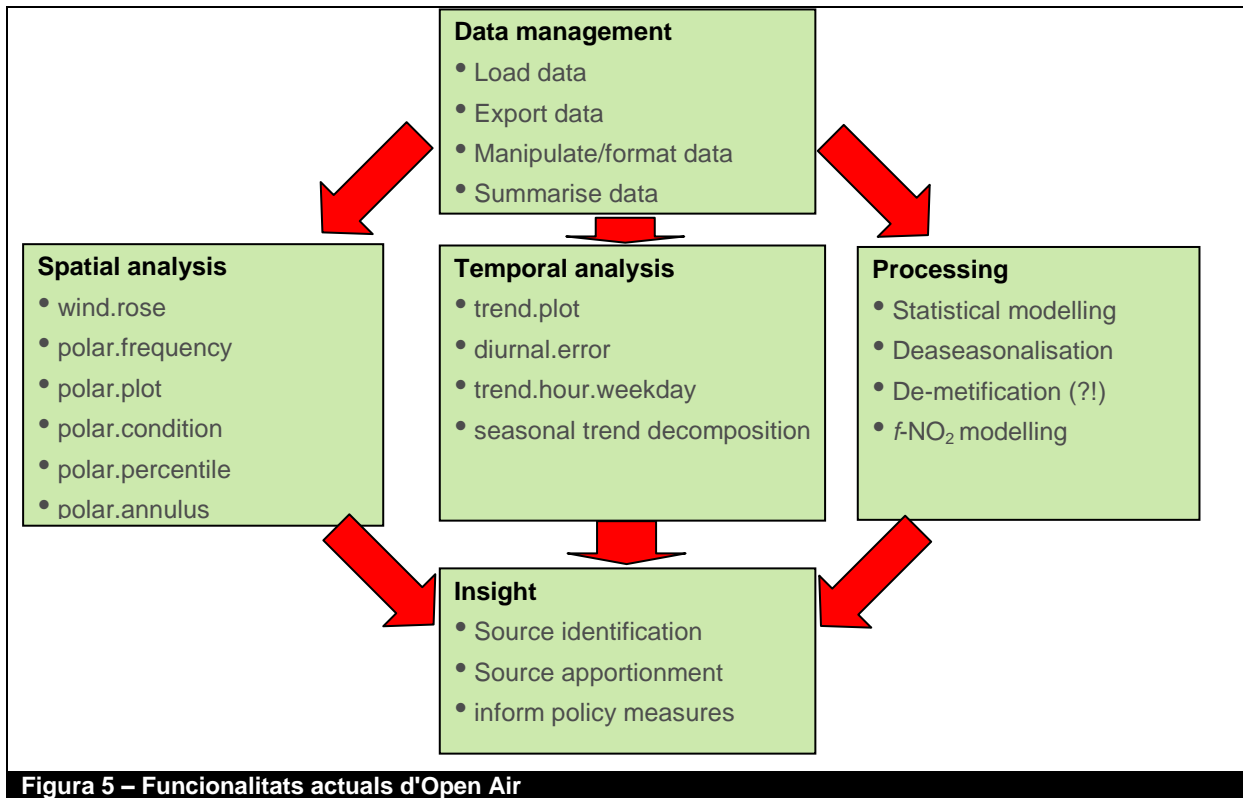 Data management
• Load data
• Export data
• Manipulate/format data
• Summarise data
Spatial analysis
• wind.rose
• polar.frequency
• polar.plot
• polar.condition
• polar.percentile
• polar.annulus
Temporal analysis
• trend.plot
• diurnal.error
• trend.hour.weekday
• seasonal trend decomposition
Processing
• Statistical modelling
• Deaseasonalisation
• De-metification (?!)
• f-NO₂ modelling
Insight
• Source identification
• Source apportionment
• inform policy measures
Figura 5 – Funcionalitats actuals d'Open Air